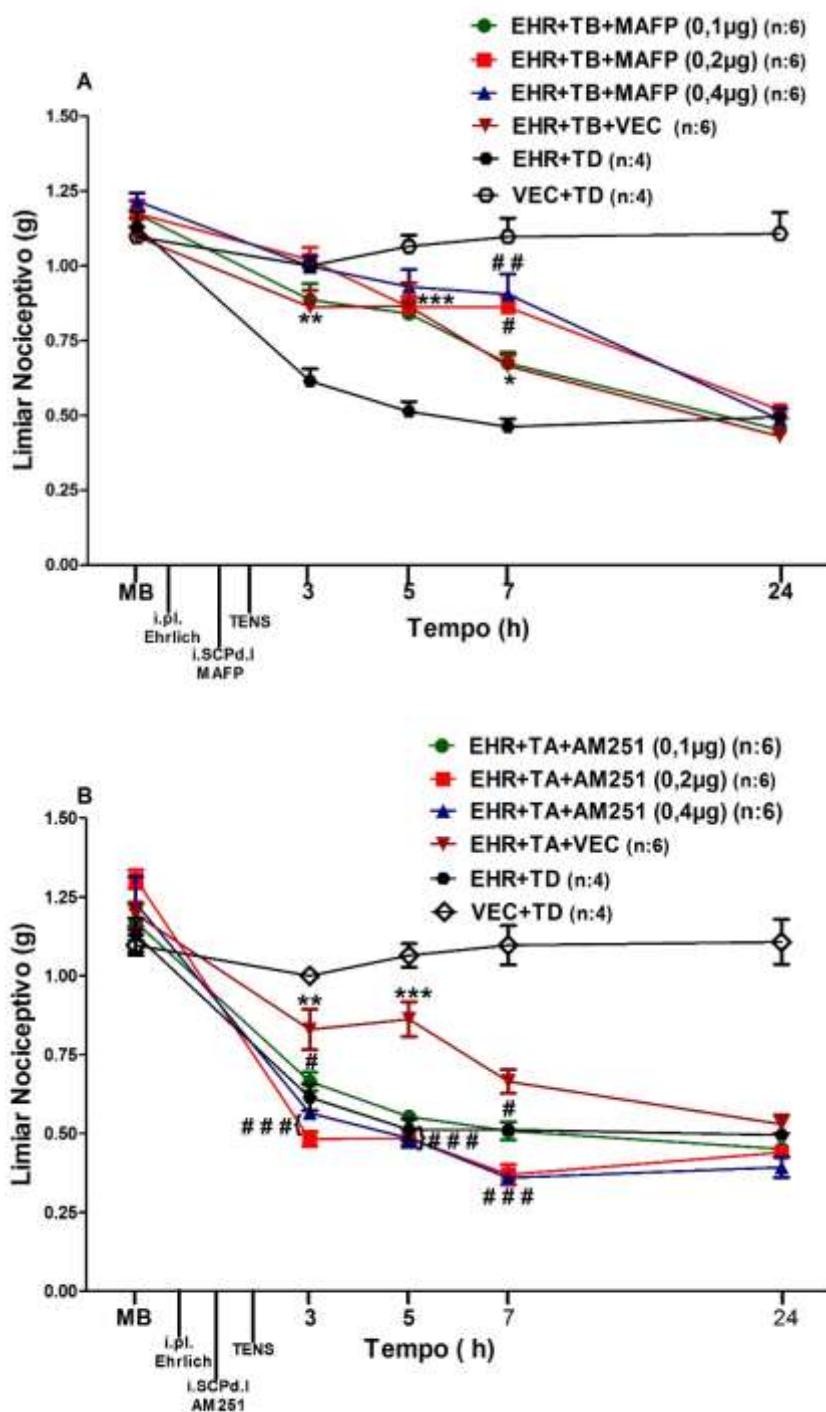 EHR+TB+MAFP (0,1µg) (n:6)
EHR+TB+MAFP (0,2µg) (n:6)
EHR+TB+MAFP (0,4µg) (n:6)
EHR+TB+VEC (n:6)
EHR+TD (n:4)
VEC+TD (n:4)
A
1.50
1.25
1.00
0.75
0.50
0.25
0.00
Limiar Nociceptivo (g)
##
***
**
#
*
MB 3 5 7 24
i.pl.
Ehrlich
TENS
i.SCPd.l
MAFP
Tempo (h)
EHR+TA+AM251 (0,1µg) (n:6)
EHR+TA+AM251 (0,2µg) (n:6)
EHR+TA+AM251 (0,4µg) (n:6)
EHR+TA+VEC (n:6)
EHR+TD (n:4)
VEC+TD (n:4)
B
1.50
1.25
1.00
0.75
0.50
0.25
0.00
Limiar Nociceptivo (g)
** ***
#
#
###( (###
###
MB 3 5 7 24
i.pl.
Ehrlich
TENS
i.SCPd.l
AM251
Tempo ( h)